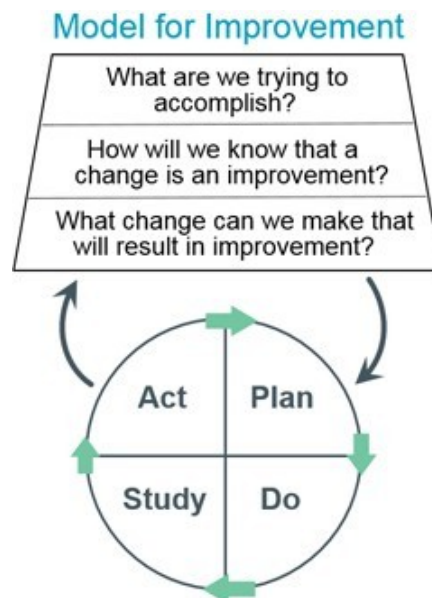 Model for Improvement
What are we trying to
accomplish?
How will we know that a
change is an improvement?
What change can we make that
will result in improvement?
Act
Plan
Study
Do